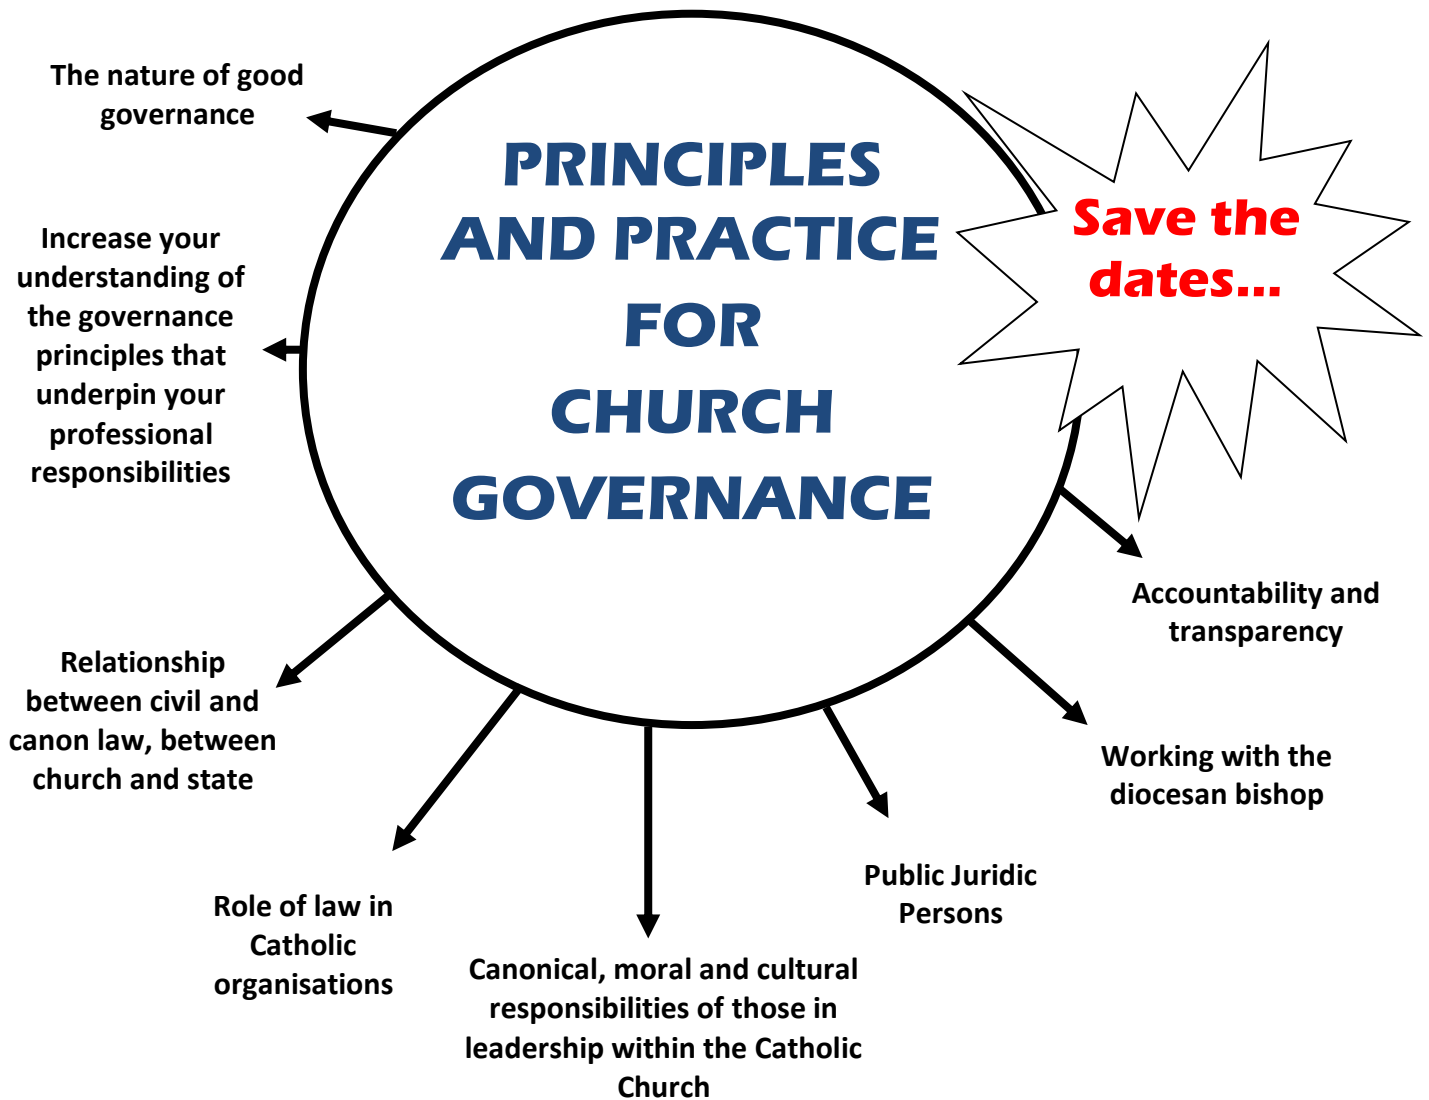 The nature of good
governance
PRINCIPLES
AND PRACTICE
FOR
CHURCH
GOVERNANCE
Save the
dates...
Increase your
understanding of
the governance
principles that
underpin your
professional
responsibilities
Relationship
between civil and
canon law, between
church and state
Role of law in
Catholic
organisations
Canonical, moral and cultural
responsibilities of those in
leadership within the Catholic
Church
Public Juridic
Persons
Working with the
diocesan bishop
Accountability and
transparency